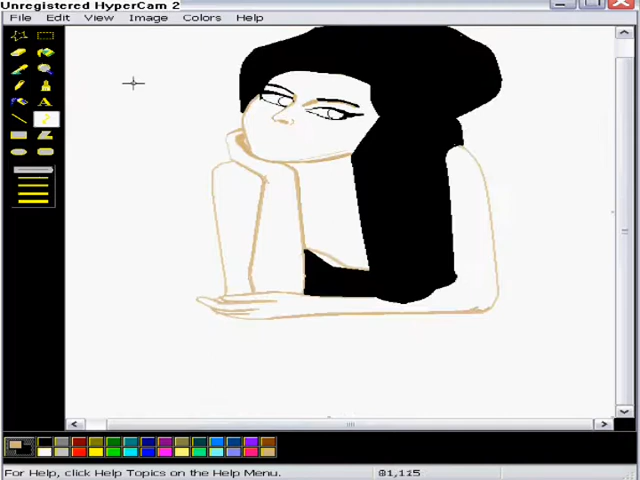 Unregistered HyperCam 2
File Edit View Image Colors Help
A
For Help, click Help Topics on the Help Menu.
81,115